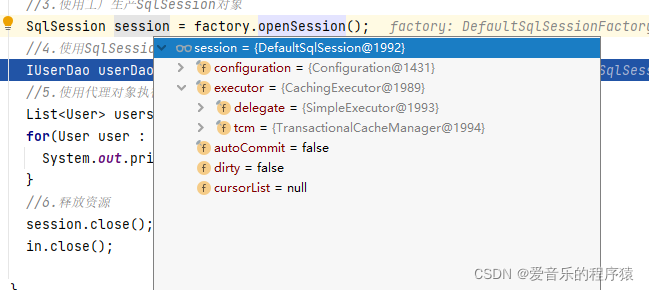 //3.使用工厂生产SqlSession对象
SqlSession session = factory.openSession(); factory: DefaultSqlSessionFactory
//4.使用SqlSessio
IUserDao userDao
//5.使用代理对象执
List<User> users
for(User user :
System.out.pri
}
//6.释放资源
session.close();
in.close();
}
session = {DefaultSqlSession@1992}
configuration = {Configuration@1431}
executor = {CachingExecutor@1989}
delegate = {SimpleExecutor@1993}
tcm = {TransactionalCacheManager@1994}
autoCommit = false
dirty = false
cursorList = null
SqlSess
CSDN @爱音乐的程序猿